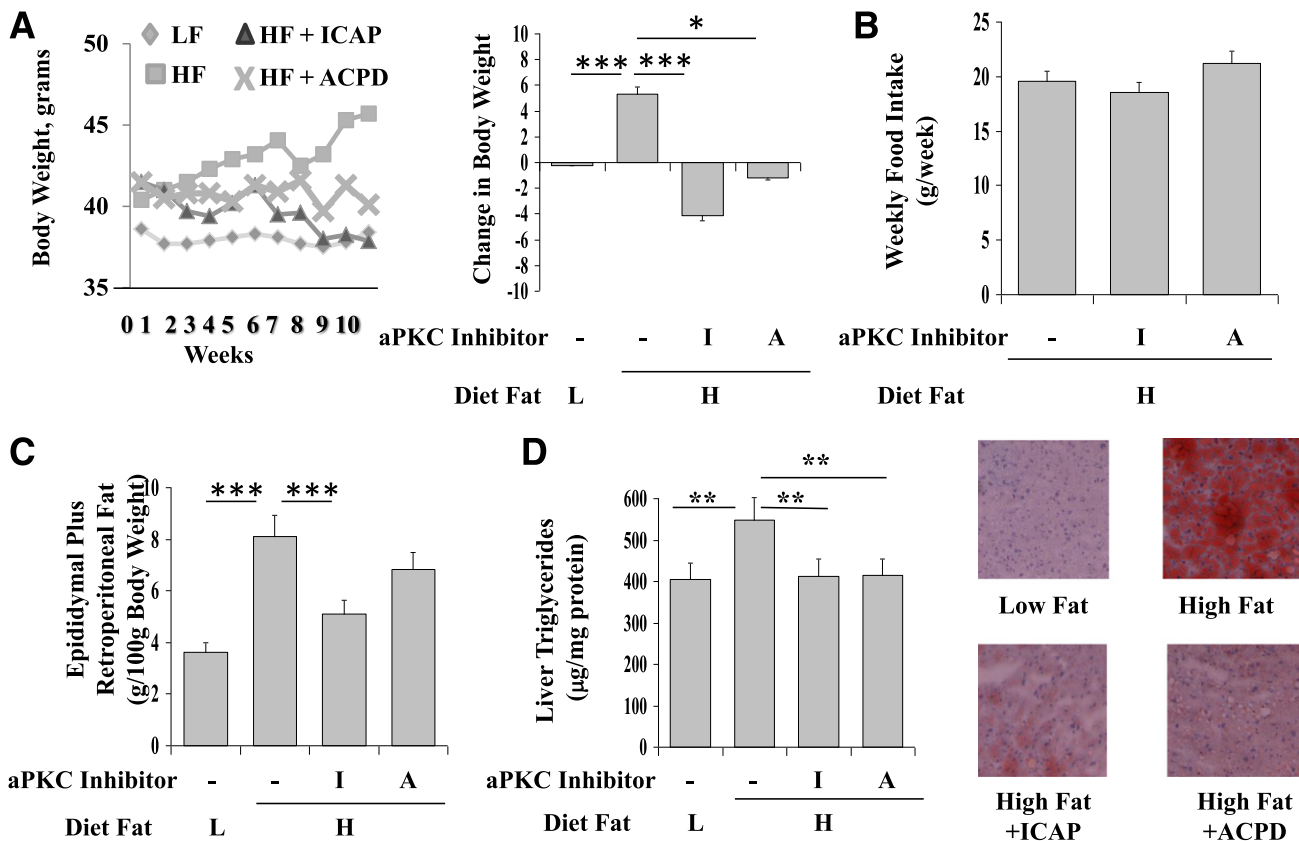 A
50
45
40
35
Body Weight, grams
LF
HF + ICAP
HF
HF + ACPD
0 1 2 3 4 5 6 7 8 9 10
Weeks
*
***
***
10
8
6
4
2
0
-2
-4
-6
-8
-10
Change in Body Weight
aPKC Inhibitor - - I A
Diet Fat L H
B
25
20
15
10
5
0
Weekly Food Intake
(g/week)
aPKC Inhibitor - I A
Diet Fat H
C
10
8
6
4
2
0
Epididymal Plus
Retroperitoneal Fat
(g/100g Body Weight)
***
***
aPKC Inhibitor - - I A
Diet Fat L H
D
600
500
400
300
200
100
0
Liver Triglycerides
(µg/mg protein)
**
**
**
aPKC Inhibitor - - I A
Diet Fat L H
Low Fat
High Fat
High Fat
+ICAP
High Fat
+ACPD